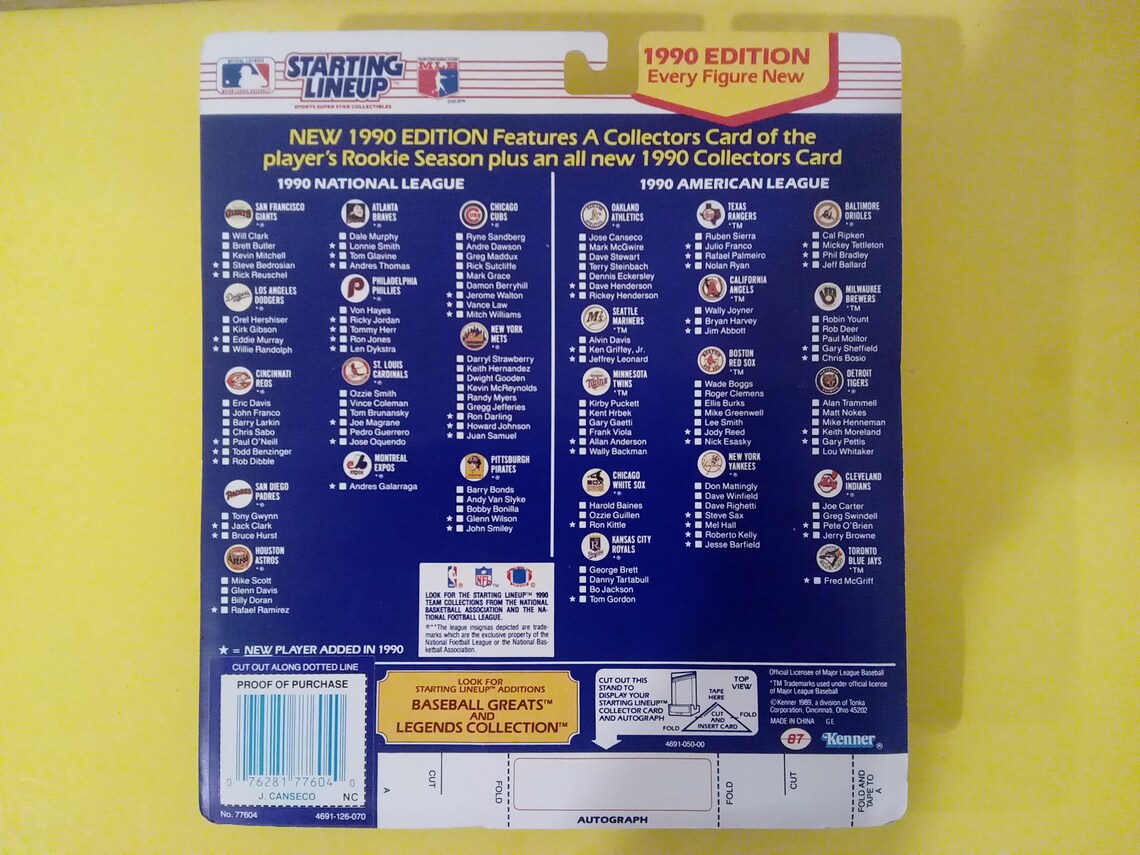 OFFICIAL LICENSEE
MAJOR LEAGUE BASEBALL
STARTING
LINEUP™
SPORTS SUPER STAR COLLECTIBLES
MLB
1990 EDITION
Every Figure New
NEW 1990 EDITION Features A Collectors Card of the
player's Rookie Season plus an all new 1990 Collectors Card
1990 NATIONAL LEAGUE
SAN FRANCISCO
GIANTS
Will Clark
Brett Butler
Kevin Mitchell
★ Steve Bedrosian
★ Rick Reuschel
LOS ANGELES
DODGERS
Orel Hershiser
Kirk Gibson
★ Eddie Murray
★ Willie Randolph
CINCINNATI
REDS
Eric Davis
John Franco
Barry Larkin
Chris Sabo
★ Paul O'Neill
★ Todd Benzinger
★ Rob Dibble
SAN DIEGO
PADRES
Tony Gwynn
★ Jack Clark
★ Bruce Hurst
HOUSTON
ASTROS
Mike Scott
Glenn Davis
Billy Doran
★ Rafael Ramirez
ATLANTA
BRAVES
Dale Murphy
★ Lonnie Smith
★ Tom Glavine
★ Andres Thomas
PHILADELPHIA
PHILLIES
Von Hayes
★ Ricky Jordan
★ Tommy Herr
★ Ron Jones
★ Len Dykstra
ST. LOUIS
CARDINALS
Ozzie Smith
Vince Coleman
Tom Brunansky
★ Joe Magrane
Pedro Guerrero
★ Jose Oquendo
MONTREAL
EXPOS
★ Andres Galarraga
CHICAGO
CUBS
Ryne Sandberg
Andre Dawson
Greg Maddux
Rick Sutcliffe
Mark Grace
Damon Berryhill
★ Jerome Walton
★ Vance Law
★ Mitch Williams
NEW YORK
METS
Darryl Strawberry
Keith Hernandez
Dwight Gooden
Kevin McReynolds
Randy Myers
Gregg Jefferies
★ Ron Darling
★ Howard Johnson
★ Juan Samuel
PITTSBURGH
PIRATES
Barry Bonds
Andy Van Slyke
Bobby Bonilla
★ Glenn Wilson
★ John Smiley
1990 AMERICAN LEAGUE
OAKLAND
ATHLETICS
Jose Canseco
Mark McGwire
Dave Stewart
Terry Steinbach
Dennis Eckersley
★ Dave Henderson
★ Rickey Henderson
SEATTLE
MARINERS
Alvin Davis
★ Ken Griffey, Jr.
★ Jeffrey Leonard
MINNESOTA
TWINS
Kirby Puckett
Kent Hrbek
Gary Gaetti
Frank Viola
★ Allan Anderson
★ Wally Backman
CHICAGO
WHITE SOX
Harold Baines
Ozzie Guillen
★ Ron Kittle
KANSAS CITY
ROYALS
George Brett
Danny Tartabull
Bo Jackson
★ Tom Gordon
TEXAS
RANGERS
Ruben Sierra
★ Julio Franco
★ Rafael Palmeiro
★ Nolan Ryan
CALIFORNIA
ANGELS
Wally Joyner
★ Bryan Harvey
★ Jim Abbott
BOSTON
RED SOX
Wade Boggs
Roger Clemens
Ellis Burks
Mike Greenwell
Lee Smith
★ Jody Reed
★ Nick Esasky
NEW YORK
YANKEES
Don Mattingly
Dave Winfield
Dave Righetti
★ Steve Sax
★ Mel Hall
★ Roberto Kelly
★ Jesse Barfield
BALTIMORE
ORIOLES
Cal Ripken
★ Mickey Tettleton
★ Phil Bradley
★ Jeff Ballard
MILWAUKEE
BREWERS
Robin Yount
Rob Deer
Paul Molitor
★ Gary Sheffield
★ Chris Bosio
DETROIT
TIGERS
Alan Trammell
Matt Nokes
Mike Henneman
★ Keith Moreland
★ Gary Pettis
Lou Whitaker
CLEVELAND
INDIANS
Joe Carter
Greg Swindell
★ Pete O'Brien
★ Jerry Browne
TORONTO
BLUE JAYS
★ Fred McGriff
NFL
LOOK FOR THE STARTING LINEUP™ 1990
TEAM COLLECTIONS FROM THE NATIONAL
BASKETBALL ASSOCIATION AND THE NA-
TIONAL FOOTBALL LEAGUE.
®*™The league insignias depicted are trade-
marks which are the exclusive property of the
National Football League or the National Bas-
ketball Association.
★ = NEW PLAYER ADDED IN 1990
CUT OUT ALONG DOTTED LINE
PROOF OF PURCHASE
0 76281 77604 0
J. CANSECO NC
No. 77604 4691-126-070
LOOK FOR
STARTING LINEUP™ ADDITIONS
BASEBALL GREATS™
AND
LEGENDS COLLECTION™
CUT OUT THIS
STAND TO
DISPLAY YOUR
STARTING LINEUP™
COLLECTOR CARD
AND AUTOGRAPH
TOP
VIEW
TAPE
HERE
FOLD
CUT
AND
INSERT CARD
FOLD
4691-050-00
Official Licensee of Major League Baseball
*TM Trademarks used under official license
of Major League Baseball
©Kenner 1989, a division of Tonka
Corporation, Cincinnati, Ohio 45202
MADE IN CHINA GE
87
Kenner®
A
CUT
FOLD
AUTOGRAPH
FOLD
CUT
FOLD AND
TAPE TO
A